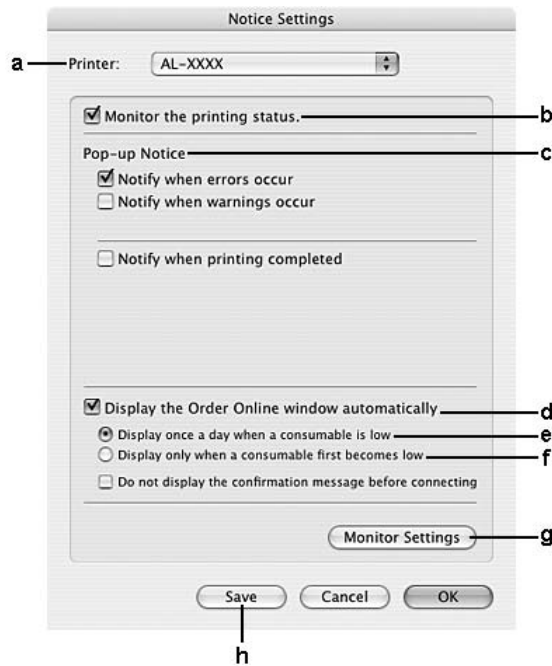 Notice Settings
a Printer: AL-XXXX
Monitor the printing status. b
Pop-up Notice c
Notify when errors occur
Notify when warnings occur
Notify when printing completed
Display the Order Online window automatically d
Display once a day when a consumable is low e
Display only when a consumable first becomes low f
Do not display the confirmation message before connecting
Monitor Settings g
Save Cancel OK
h